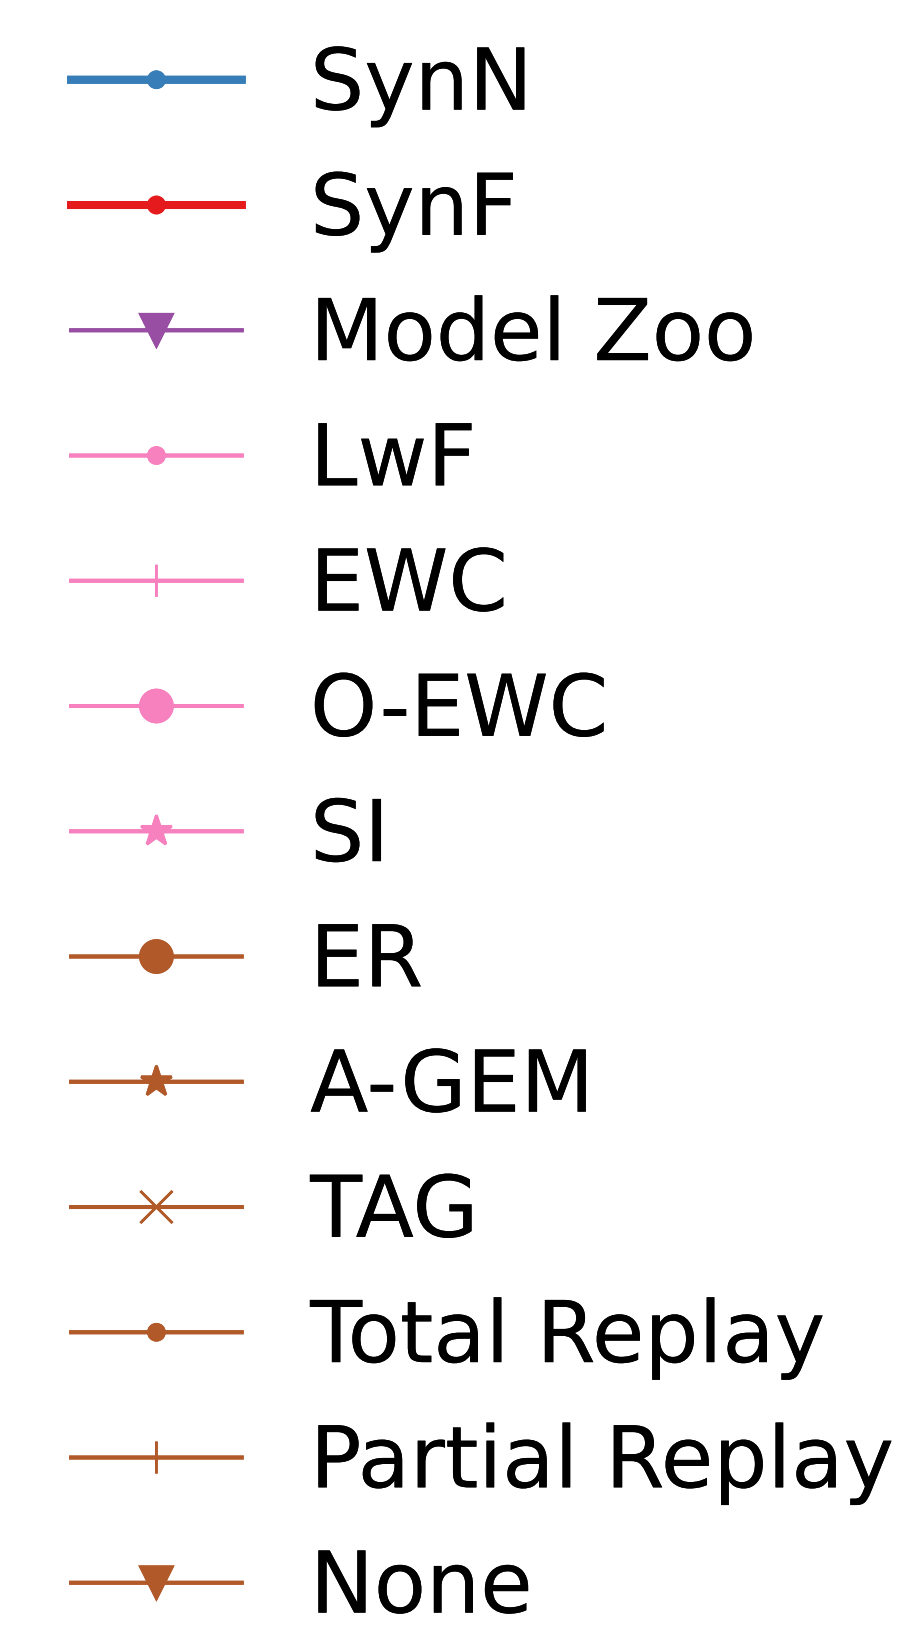 SynN
SynF
Model Zoo
LwF
EWC
O-EWC
SI
ER
A-GEM
TAG
Total Replay
Partial Replay
None